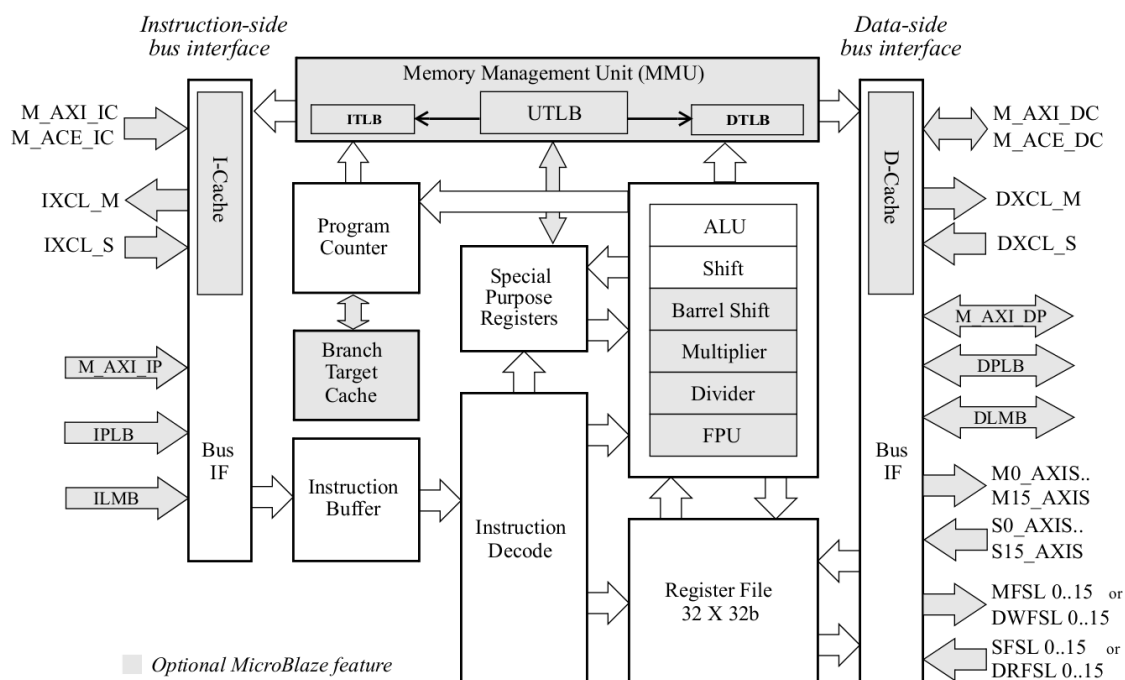 Instruction-side
bus interface
Data-side
bus interface
Memory Management Unit (MMU)
ITLB
UTLB
DTLB
M_AXI_IC
M_ACE_IC
IXCL_M
IXCL_S
I-Cache
M_AXI_IP
IPLB
ILMB
Bus
IF
Program
Counter
Branch
Target
Cache
Instruction
Buffer
Special
Purpose
Registers
Instruction
Decode
ALU
Shift
Barrel Shift
Multiplier
Divider
FPU
Register File
32 X 32b
D-Cache
Bus
IF
M_AXI_DC
M_ACE_DC
DXCL_M
DXCL_S
M_AXI_DP
DPLB
DLMB
M0_AXIS..
M15_AXIS
S0_AXIS..
S15_AXIS
MFSL 0..15 or
DWFSL 0..15
SFSL 0..15 or
DRFSL 0..15
Optional MicroBlaze feature